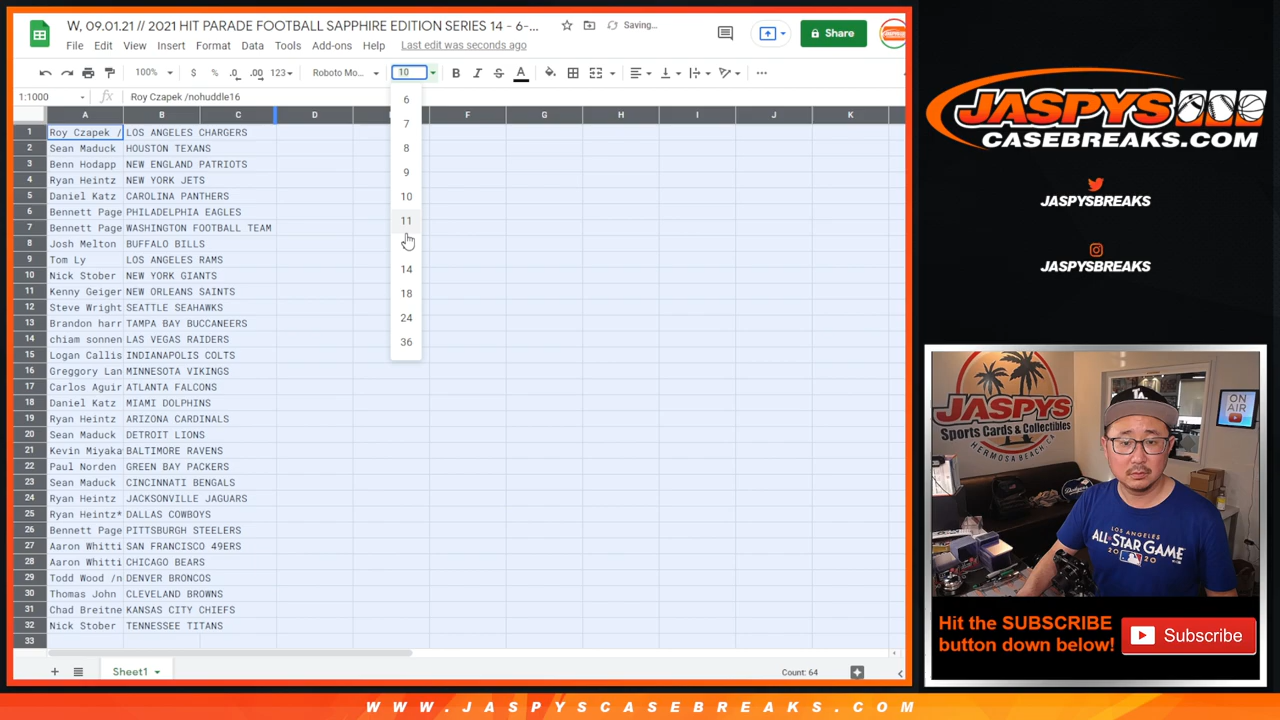 W, 09.01.21 // 2021 HIT PARADE FOOTBALL SAPPHIRE EDITION SERIES 14 - 6-... Saving...
File Edit View Insert Format Data Tools Add-ons Help Last edit was seconds ago
Share
100% $ % .0 .00 123 Roboto Mo... 10 B I S A
1:1000 fx Roy Czapek /nohuddle16
A B C D F G H I J K
1 Roy Czapek / LOS ANGELES CHARGERS
2 Sean Maduck HOUSTON TEXANS
3 Benn Hodapp NEW ENGLAND PATRIOTS
4 Ryan Heintz NEW YORK JETS
5 Daniel Katz CAROLINA PANTHERS
6 Bennett Page PHILADELPHIA EAGLES
7 Bennett Page WASHINGTON FOOTBALL TEAM
8 Josh Melton BUFFALO BILLS
9 Tom Ly LOS ANGELES RAMS
10 Nick Stober NEW YORK GIANTS
11 Kenny Geiger NEW ORLEANS SAINTS
12 Steve Wright SEATTLE SEAHAWKS
13 Brandon harr TAMPA BAY BUCCANEERS
14 chiam sonnen LAS VEGAS RAIDERS
15 Logan Callis INDIANAPOLIS COLTS
16 Greggory Lan MINNESOTA VIKINGS
17 Carlos Aguir ATLANTA FALCONS
18 Daniel Katz MIAMI DOLPHINS
19 Ryan Heintz ARIZONA CARDINALS
20 Sean Maduck DETROIT LIONS
21 Kevin Miyaka BALTIMORE RAVENS
22 Paul Norden GREEN BAY PACKERS
23 Sean Maduck CINCINNATI BENGALS
24 Ryan Heintz JACKSONVILLE JAGUARS
25 Ryan Heintz* DALLAS COWBOYS
26 Bennett Page PITTSBURGH STEELERS
27 Aaron Whitti SAN FRANCISCO 49ERS
28 Aaron Whitti CHICAGO BEARS
29 Todd Wood /n DENVER BRONCOS
30 Thomas John CLEVELAND BROWNS
31 Chad Breitne KANSAS CITY CHIEFS
32 Nick Stober TENNESSEE TITANS
33
6
7
8
9
10
11
14
18
24
36
Sheet1
Count: 64
JASPYS
CASEBREAKS.COM
JASPYSBREAKS
JASPYSBREAKS
JASPYS
Sports Cards & Collectibles
HERMOSA BEACH, CA
ON AIR
LA
Dodgers
LOS ANGELES
ALL STAR GAME
2020
Hit the SUBSCRIBE
button down below!
Subscribe
WWW.JASPYSCASEBREAKS.COM